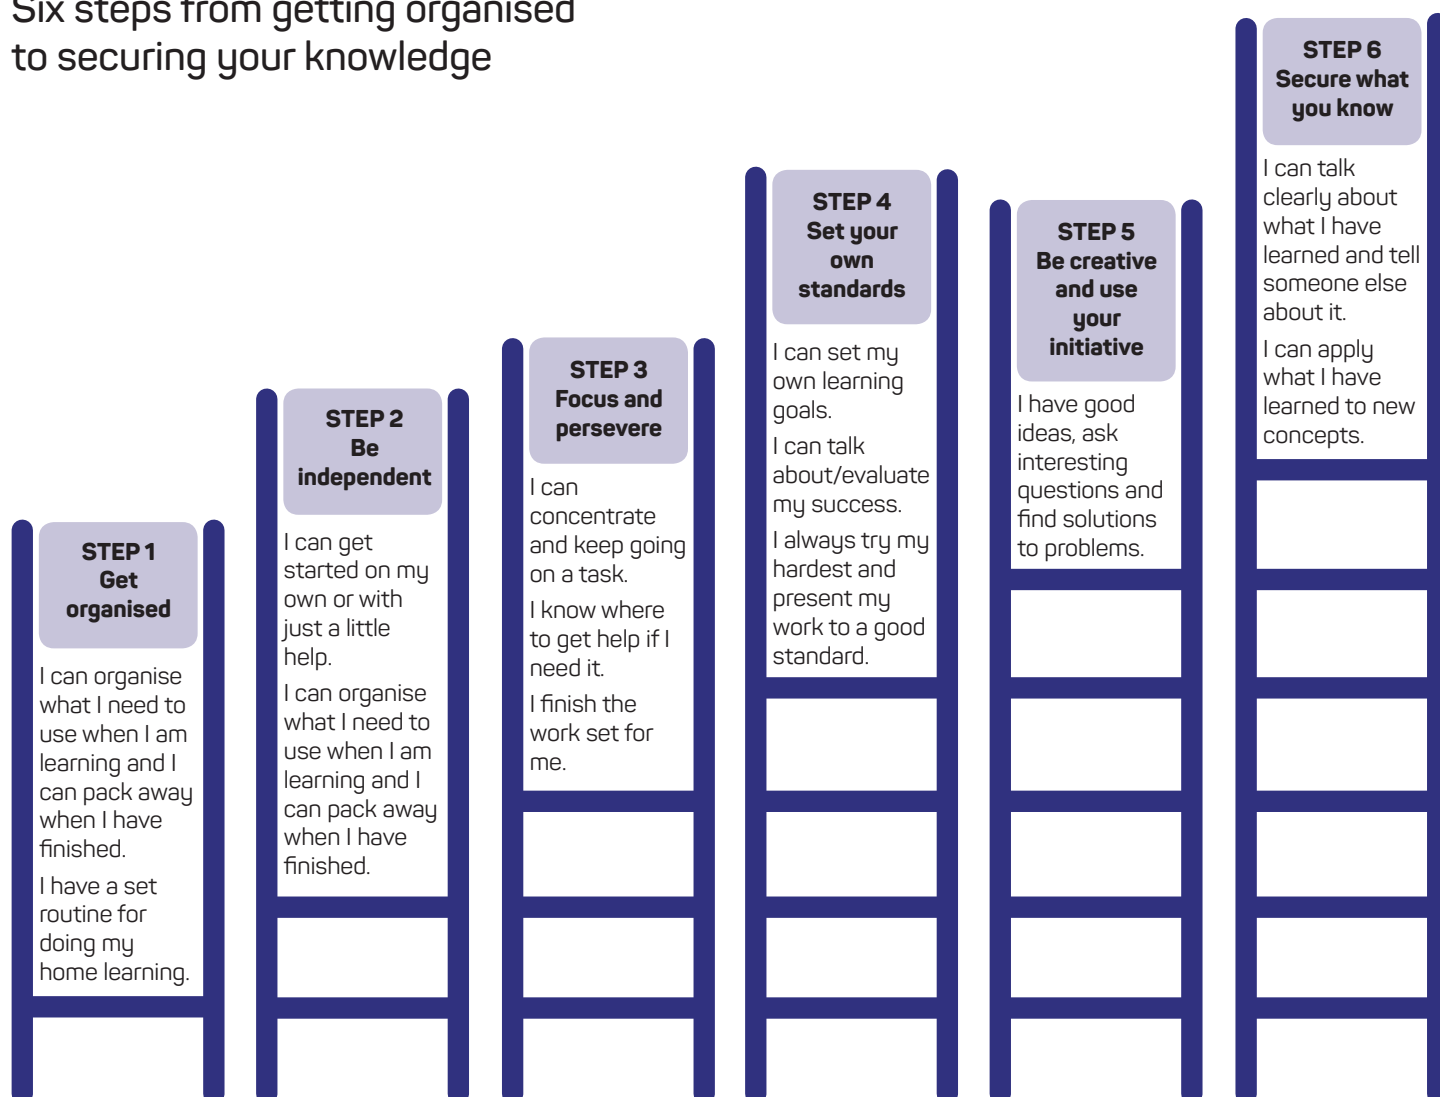 Six steps from getting organised
to securing your knowledge
STEP 1
Get
organised
I can organise
what I need to
use when I am
learning and I
can pack away
when I have
finished.
I have a set
routine for
doing my
home learning.
STEP 2
Be
independent
I can get
started on my
own or with
just a little
help.
I can organise
what I need to
use when I am
learning and I
can pack away
when I have
finished.
STEP 3
Focus and
persevere
I can
concentrate
and keep going
on a task.
I know where
to get help if I
need it.
I finish the
work set for
me.
STEP 4
Set your
own
standards
I can set my
own learning
goals.
I can talk
about/evaluate
my success.
I always try my
hardest and
present my
work to a good
standard.
STEP 5
Be creative
and use
your
initiative
I have good
ideas, ask
interesting
questions and
find solutions
to problems.
STEP 6
Secure what
you know
I can talk
clearly about
what I have
learned and tell
someone else
about it.
I can apply
what I have
learned to new
concepts.